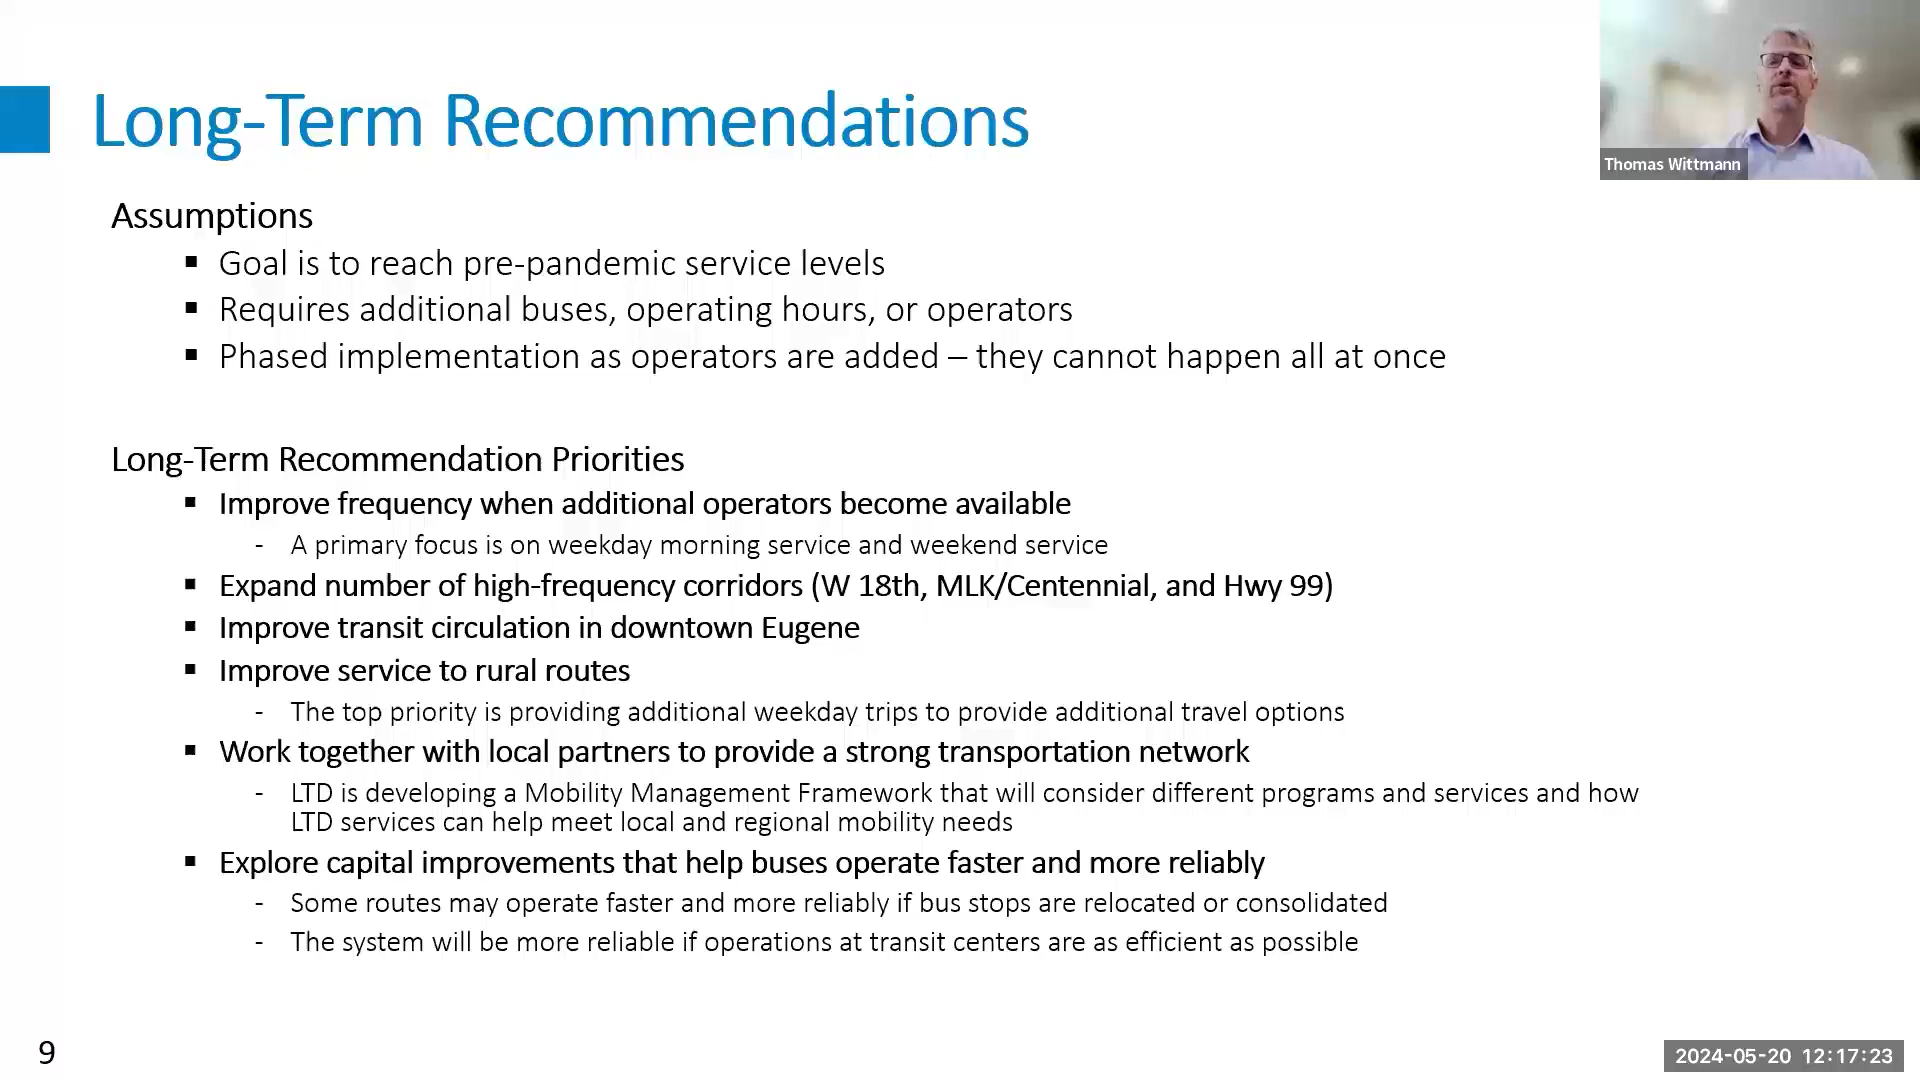 Long-Term Recommendations
Thomas Wittmann
Assumptions
▪ Goal is to reach pre-pandemic service levels
▪ Requires additional buses, operating hours, or operators
▪ Phased implementation as operators are added – they cannot happen all at once
Long-Term Recommendation Priorities
▪ Improve frequency when additional operators become available
- A primary focus is on weekday morning service and weekend service
▪ Expand number of high-frequency corridors (W 18th, MLK/Centennial, and Hwy 99)
▪ Improve transit circulation in downtown Eugene
▪ Improve service to rural routes
- The top priority is providing additional weekday trips to provide additional travel options
▪ Work together with local partners to provide a strong transportation network
- LTD is developing a Mobility Management Framework that will consider different programs and services and how
LTD services can help meet local and regional mobility needs
▪ Explore capital improvements that help buses operate faster and more reliably
- Some routes may operate faster and more reliably if bus stops are relocated or consolidated
- The system will be more reliable if operations at transit centers are as efficient as possible
9
2024-05-20 12:17:23